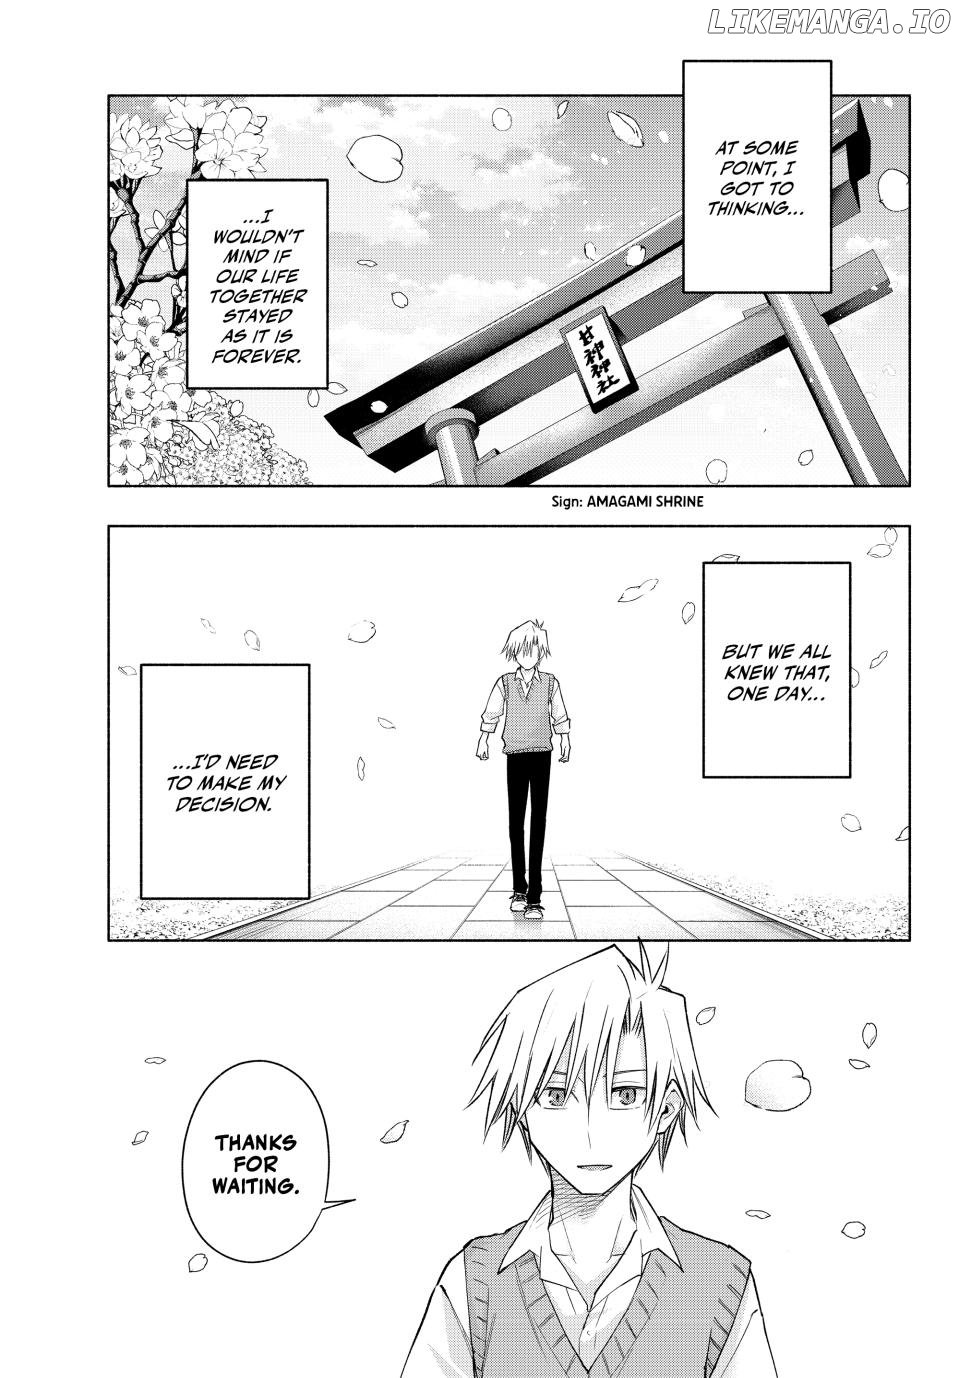 LIKEMANGA.IO
AT SOME
POINT, I
GOT TO
THINKING...
...I
WOULDN'T
MIND IF
OUR LIFE
TOGETHER
STAYED
AS IT IS
FOREVER.
甘神神社
Sign: AMAGAMI SHRINE
BUT WE ALL
KNEW THAT,
ONE DAY...
...I'D NEED
TO MAKE MY
DECISION.
THANKS
FOR
WAITING.